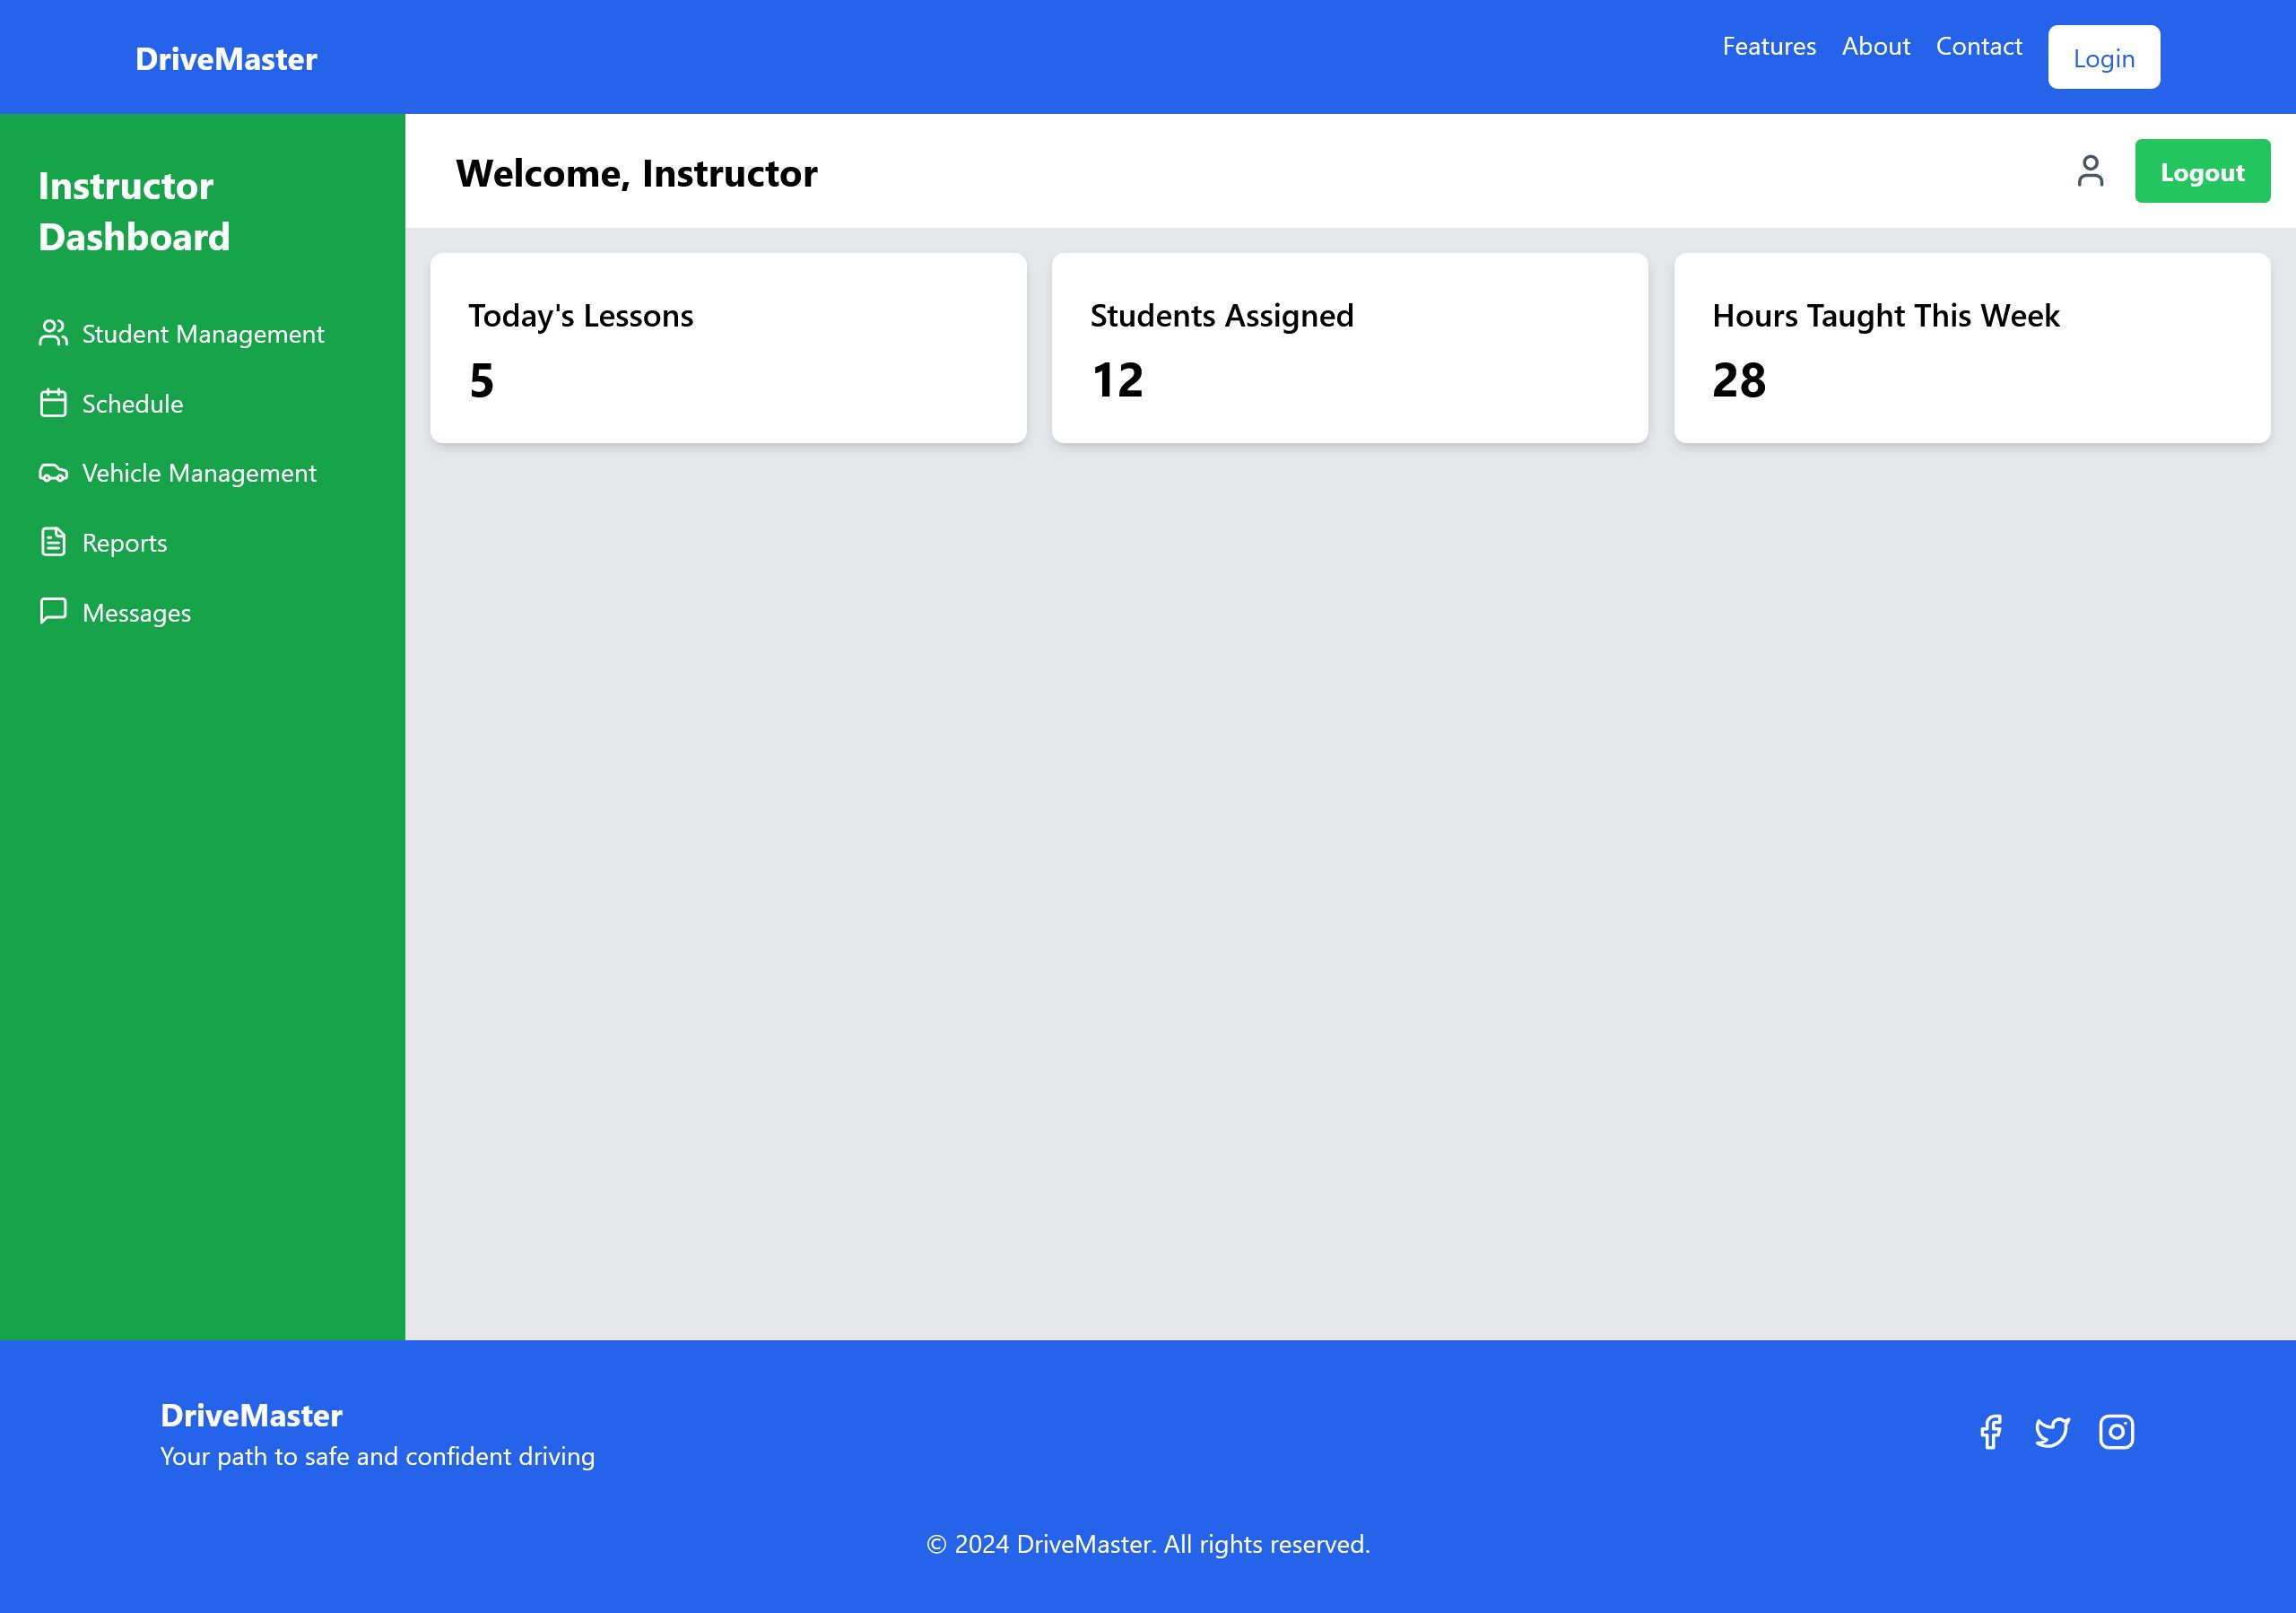 DriveMaster
Features About Contact Login
Instructor
Dashboard
Student Management
Schedule
Vehicle Management
Reports
Messages
Welcome, Instructor
Logout
Today's Lessons
5
Students Assigned
12
Hours Taught This Week
28
DriveMaster
Your path to safe and confident driving
© 2024 DriveMaster. All rights reserved.